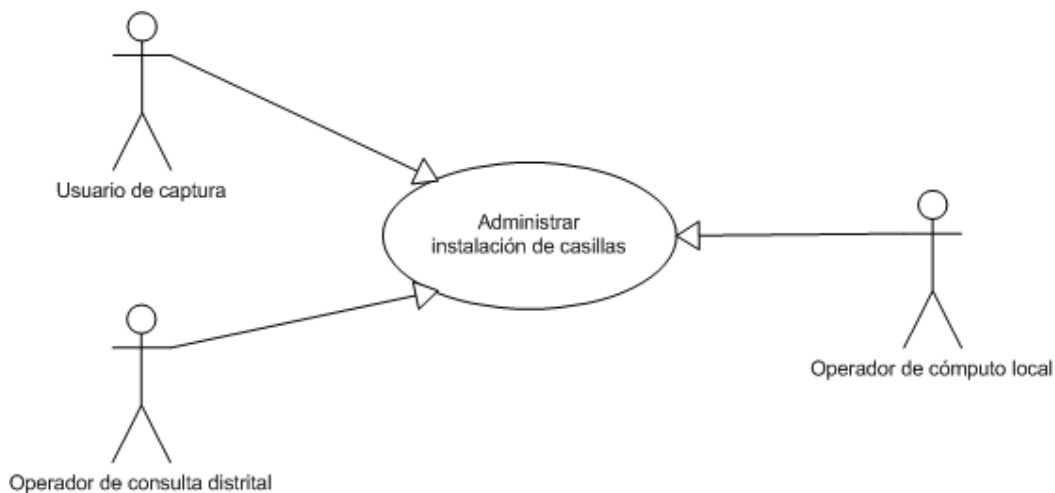 Usuario de captura
Administrar
instalación de casillas
Operador de cómputo local
Operador de consulta distrital